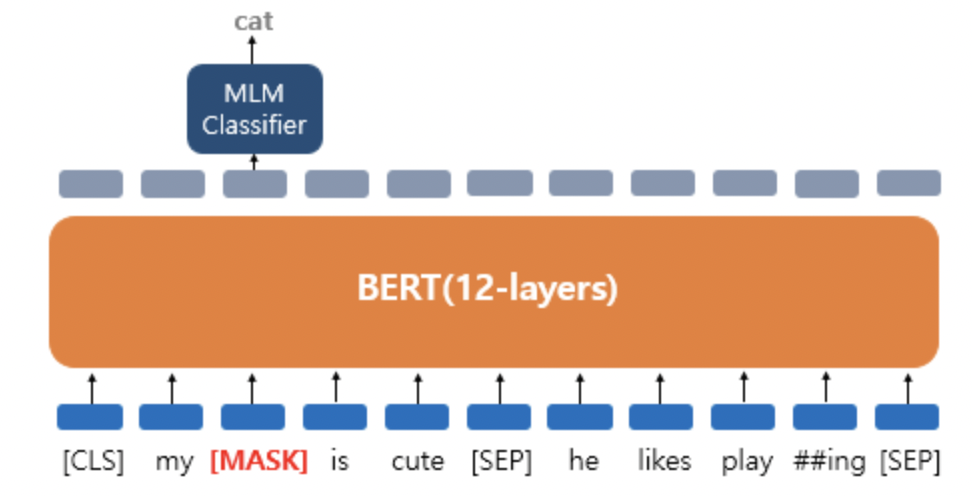 cat
MLM
Classifier
BERT(12-layers)
[CLS] my [MASK] is cute [SEP] he likes play ##ing [SEP]